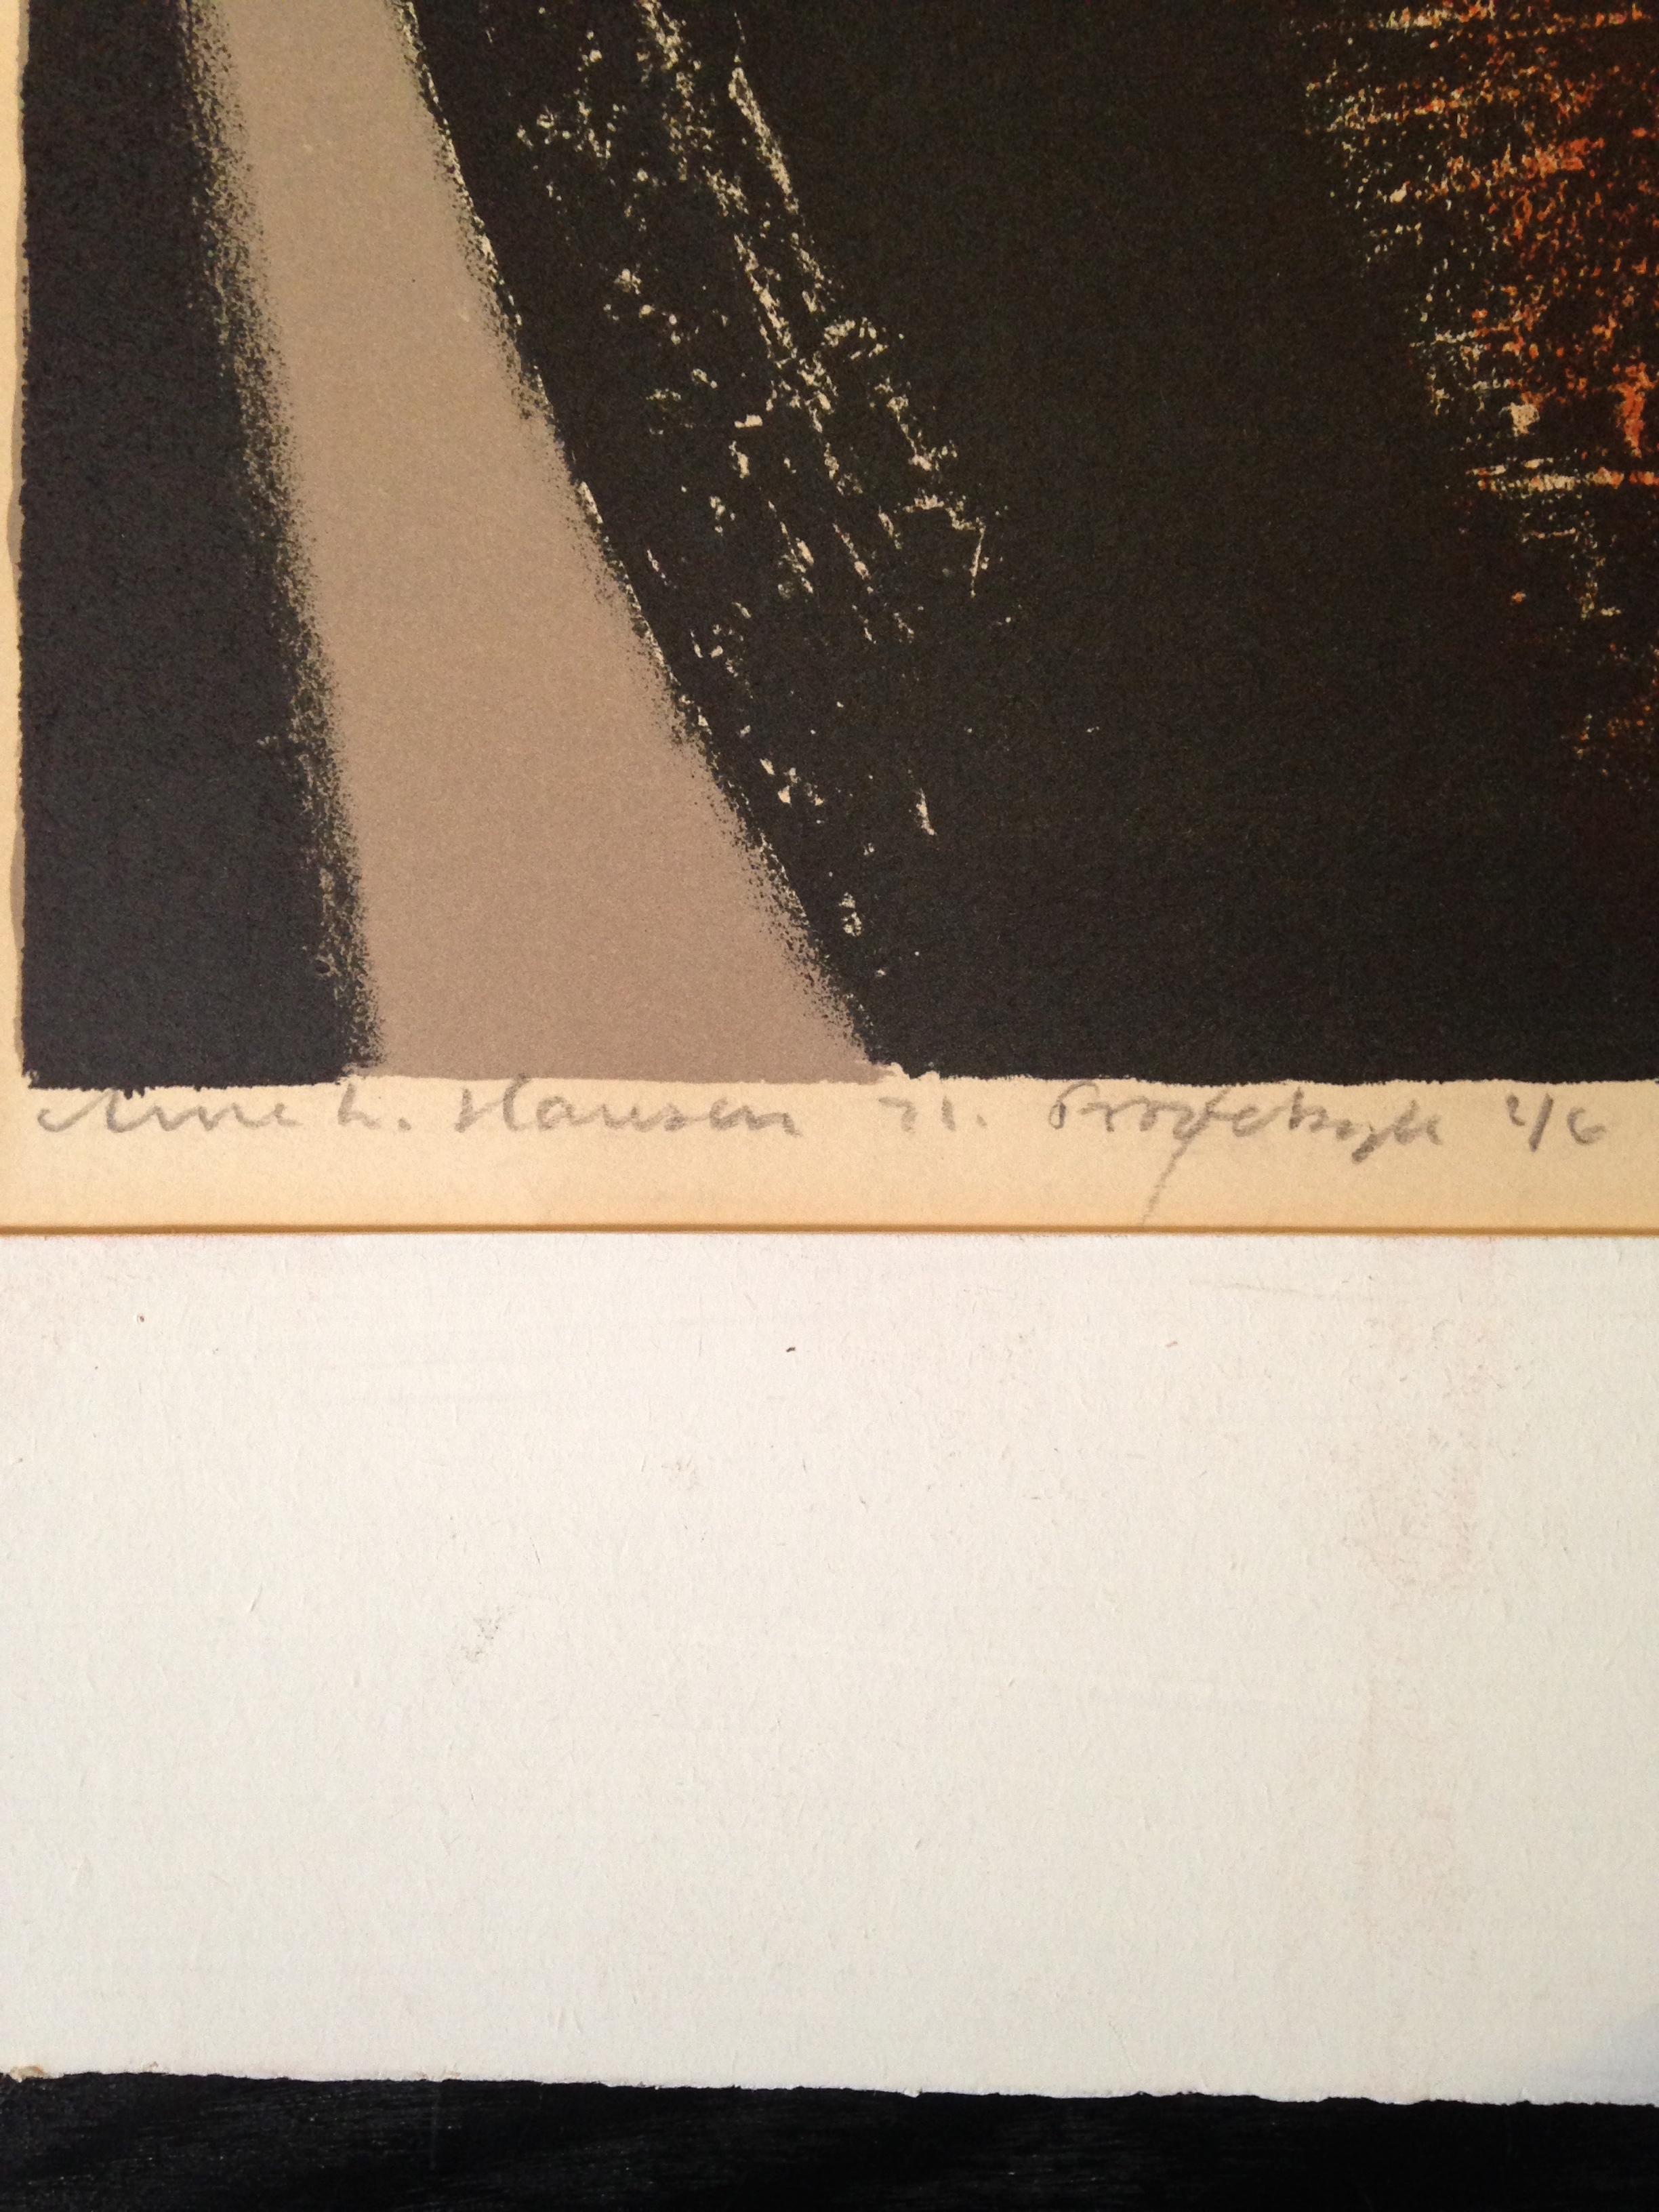 Arne L. Hansen 71. Prøvetryk 2/6